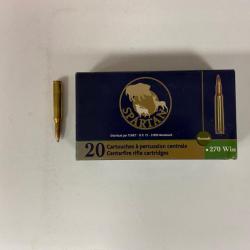 SPARTAN
20 Cartouches à percussion centrale
Centerfire rifle cartridges
• 270 Win